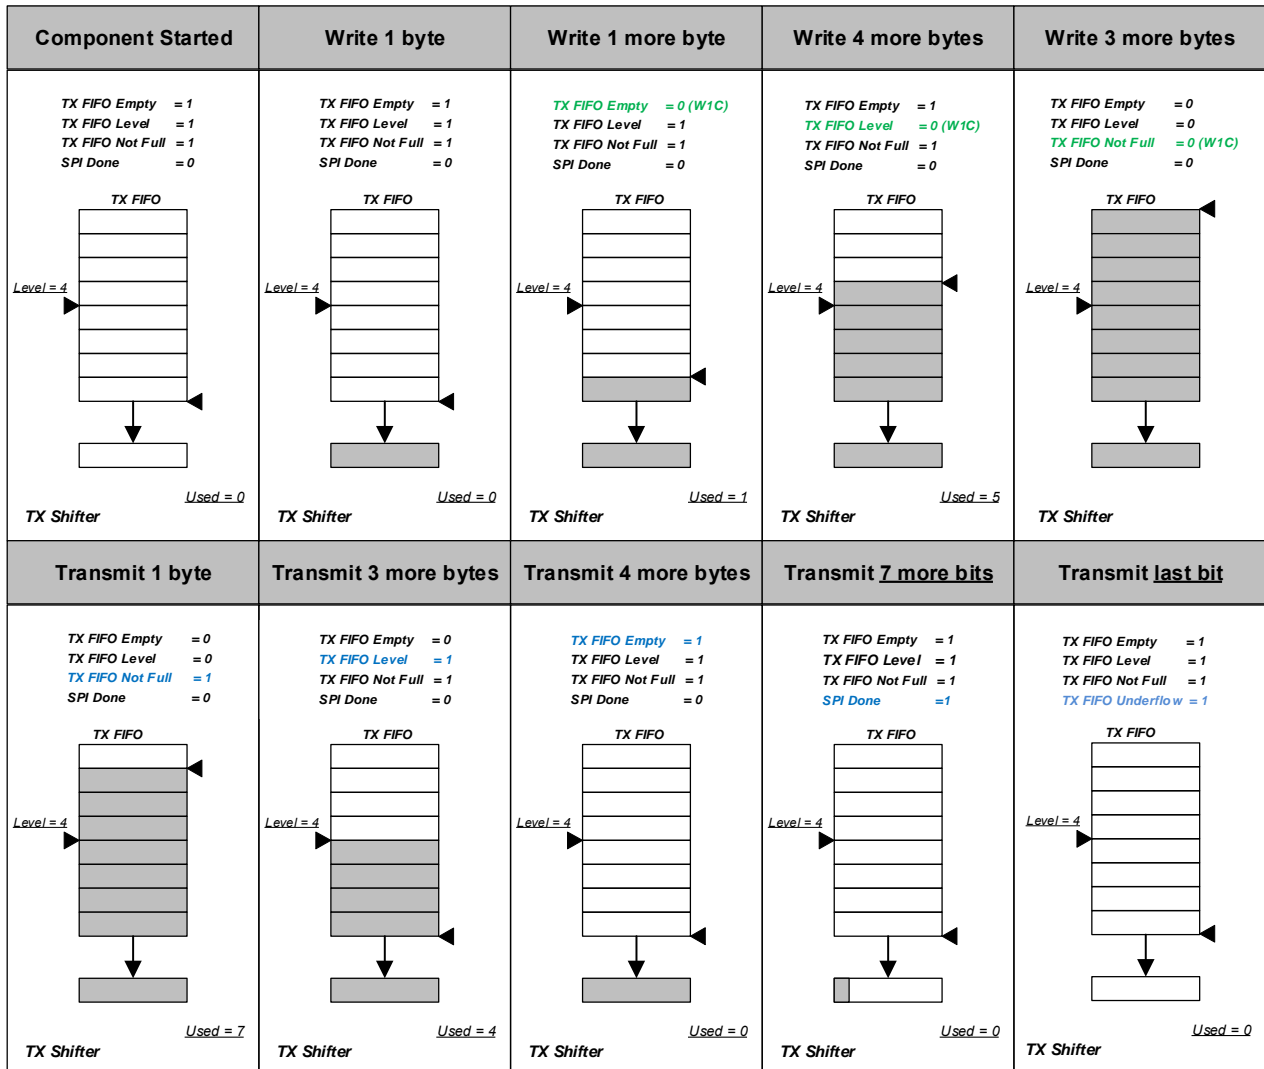 Component Started
Write 1 byte
Write 1 more byte
Write 4 more bytes
Write 3 more bytes
TX FIFO Empty = 1
TX FIFO Level = 1
TX FIFO Not Full = 1
SPI Done = 0
TX FIFO
Level = 4
Used = 0
TX Shifter
TX FIFO Empty = 1
TX FIFO Level = 1
TX FIFO Not Full = 1
SPI Done = 0
TX FIFO
Level = 4
Used = 0
TX FIFO Empty = 0 (W1C)
TX FIFO Level = 1
TX FIFO Not Full = 1
SPI Done = 0
TX FIFO
Level = 4
Used = 1
TX Shifter
TX FIFO Empty = 1
TX FIFO Level = 0 (W1C)
TX FIFO Not Full = 1
SPI Done = 0
TX FIFO
Level = 4
Used = 5
TX Shifter
TX FIFO Empty = 0
TX FIFO Level = 0
TX FIFO Not Full = 0 (W1C)
SPI Done = 0
TX FIFO
Level = 4
TX Shifter
Transmit 1 byte
Transmit 3 more bytes
Transmit 4 more bytes
Transmit 7 more bits
Transmit last bit
TX FIFO Empty = 0
TX FIFO Level = 0
TX FIFO Not Full = 1
SPI Done = 0
TX FIFO
Level = 4
Used = 7
TX Shifter
TX FIFO Empty = 0
TX FIFO Level = 1
TX FIFO Not Full = 1
SPI Done = 0
TX FIFO
Level = 4
Used = 4
TX Shifter
TX FIFO Empty = 1
TX FIFO Level = 1
TX FIFO Not Full = 1
SPI Done = 0
TX FIFO
Level = 4
Used = 0
TX Shifter
TX FIFO Empty = 1
TX FIFO Level = 1
TX FIFO Not Full = 1
SPI Done =1
TX FIFO
Level = 4
Used = 0
TX Shifter
TX FIFO Empty = 1
TX FIFO Level = 1
TX FIFO Not Full = 1
TX FIFO Underflow = 1
TX FIFO
Level = 4
Used = 0
TX Shifter